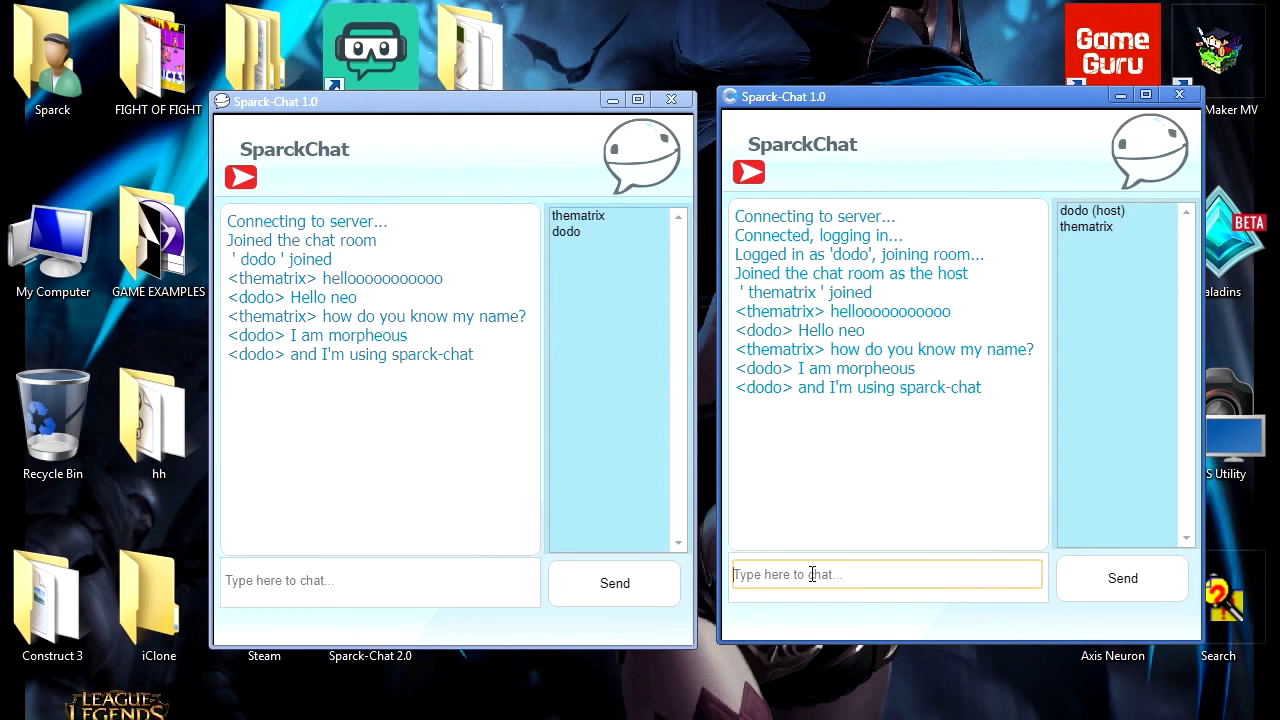 Sparck
FIGHT OF FIGHT
Game
Guru
Maker MV
My Computer
GAME EXAMPLES
BETA
aladins
Recycle Bin
hh
S Utility
Construct 3
iClone
Steam
Sparck-Chat 2.0
Axis Neuron
Search
LEAGUE
LEGENDS
Sparck-Chat 1.0
SparckChat
Connecting to server...
Joined the chat room
' dodo ' joined
<thematrix> hellooooooooooo
<dodo> Hello neo
<thematrix> how do you know my name?
<dodo> I am morpheous
<dodo> and I'm using sparck-chat
thematrix
dodo
Type here to chat...
Send
Sparck-Chat 1.0
SparckChat
Connecting to server...
Connected, logging in...
Logged in as 'dodo', joining room...
Joined the chat room as the host
' thematrix ' joined
<thematrix> hellooooooooooo
<dodo> Hello neo
<thematrix> how do you know my name?
<dodo> I am morpheous
<dodo> and I'm using sparck-chat
dodo (host)
thematrix
Type here to chat...
Send